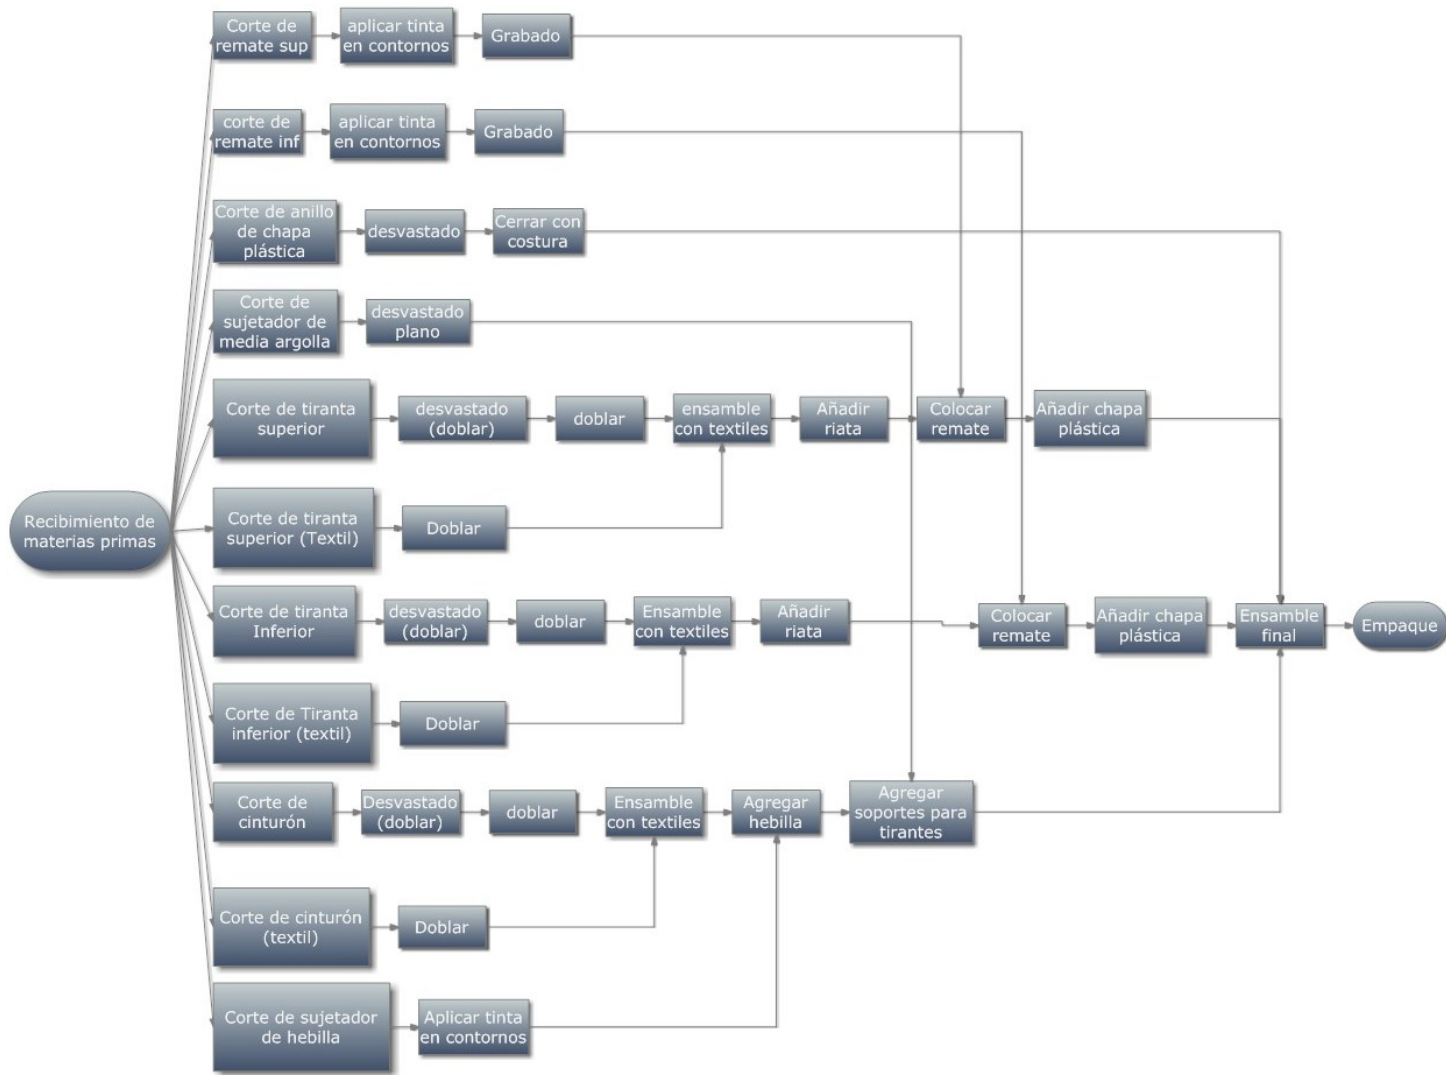 Corte de
remate sup
aplicar tinta
en contornos
Grabado
corte de
remate inf
aplicar tinta
en contornos
Grabado
Corte de anillo
de chapa
plástica
desvastado
Cerrar con
costura
Corte de
sujetador de
media argolla
desvastado
plano
Corte de tiranta
superior
desvastado
(doblar)
doblar
ensamble
con textiles
Añadir
riata
Colocar
remate
Añadir chapa
plástica
Recibimiento de
materias primas
Corte de tiranta
superior (Textil)
Doblar
Corte de tiranta
Inferior
desvastado
(doblar)
doblar
Ensamble
con textiles
Añadir
riata
Colocar
remate
Añadir chapa
plástica
Ensamble
final
Empaque
Corte de Tiranta
inferior (textil)
Doblar
Corte de
cinturón
Desvastado
(doblar)
doblar
Ensamble
con textiles
Agregar
hebilla
Agregar
soportes para
tirantes
Corte de cinturón
(textil)
Doblar
Corte de sujetador
de hebilla
Aplicar tinta
en contornos